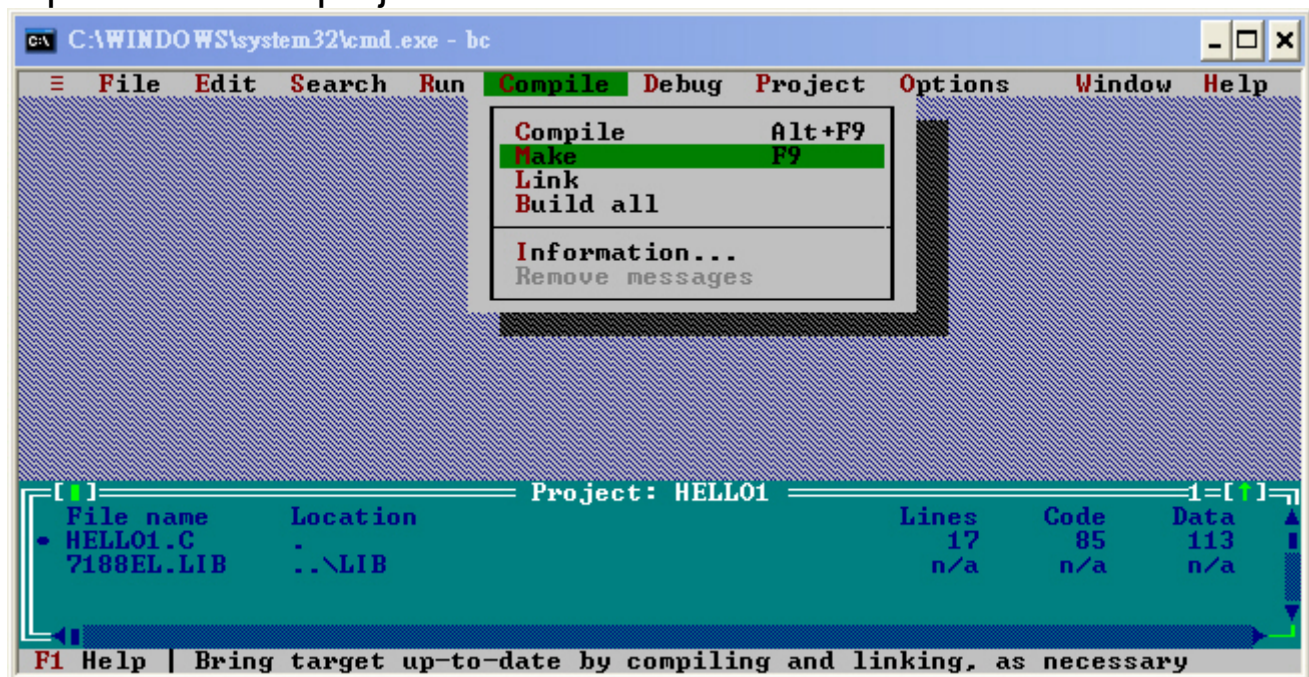 C:\WINDOWS\system32\cmd.exe - bc
≡ File Edit Search Run Compile Debug Project Options Window Help
Compile Alt+F9
Make F9
Link
Build all
Information...
Remove messages
Project: HELLO1 1=[↑]
File name Location Lines Code Data
• HELLO1.C . 17 85 113
7188EL.LIB ..\LIB n/a n/a n/a
F1 Help | Bring target up-to-date by compiling and linking, as necessary